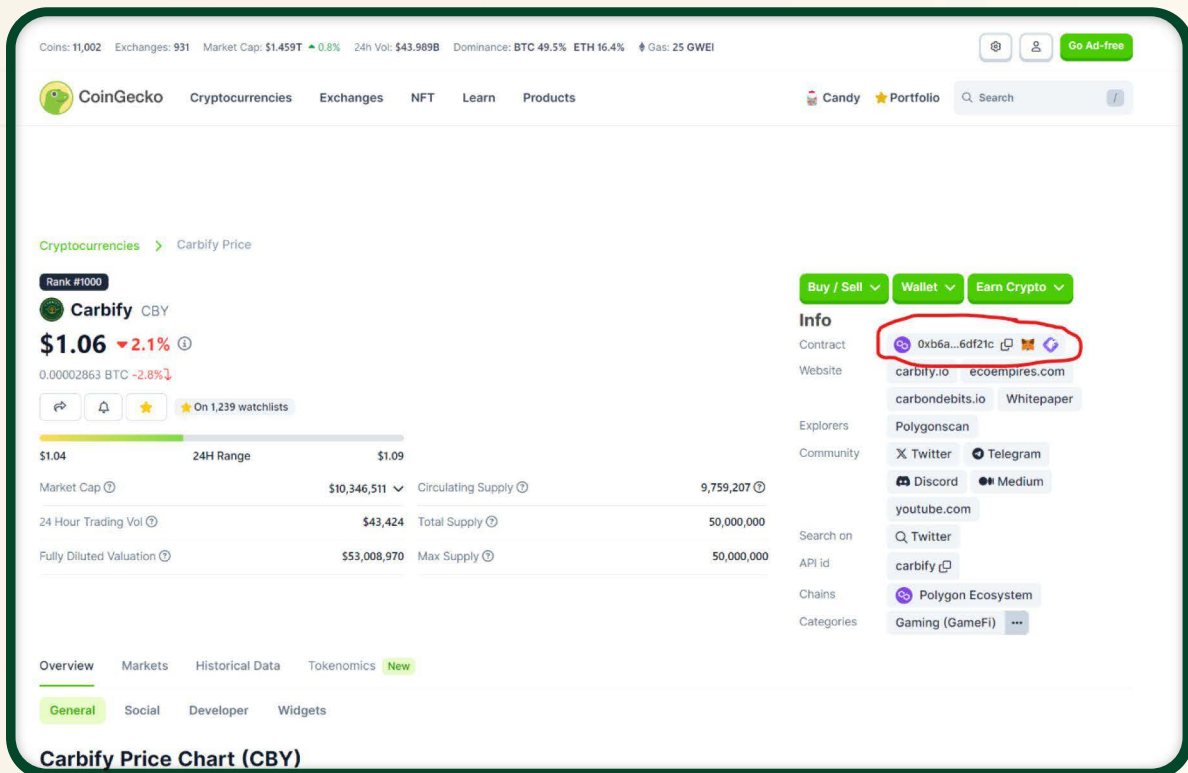 Coins: 11,002 Exchanges: 931 Market Cap: $1.459T 0.8% 24h Vol: $43.989B Dominance: BTC 49.5% ETH 16.4% Gas: 25 GWEI
Go Ad-free
CoinGecko Cryptocurrencies Exchanges NFT Learn Products Candy Portfolio Search /
Cryptocurrencies > Carbify Price
Rank #1000
Carbify CBY
$1.06 2.1%
0.00002863 BTC -2.8%
On 1,239 watchlists
$1.04 24H Range $1.09
Market Cap $10,346,511
24 Hour Trading Vol $43,424
Fully Diluted Valuation $53,008,970
Circulating Supply 9,759,207
Total Supply 50,000,000
Max Supply 50,000,000
Buy / Sell Wallet Earn Crypto
Info
Contract 0xb6a...6df21c
Website carbify.io ecoempires.com
carbondebits.io Whitepaper
Explorers Polygonscan
Community Twitter Telegram
Discord Medium
youtube.com
Search on Twitter
API id carbify
Chains Polygon Ecosystem
Categories Gaming (GameFi) ...
Overview Markets Historical Data Tokenomics New
General Social Developer Widgets
Carbify Price Chart (CBY)